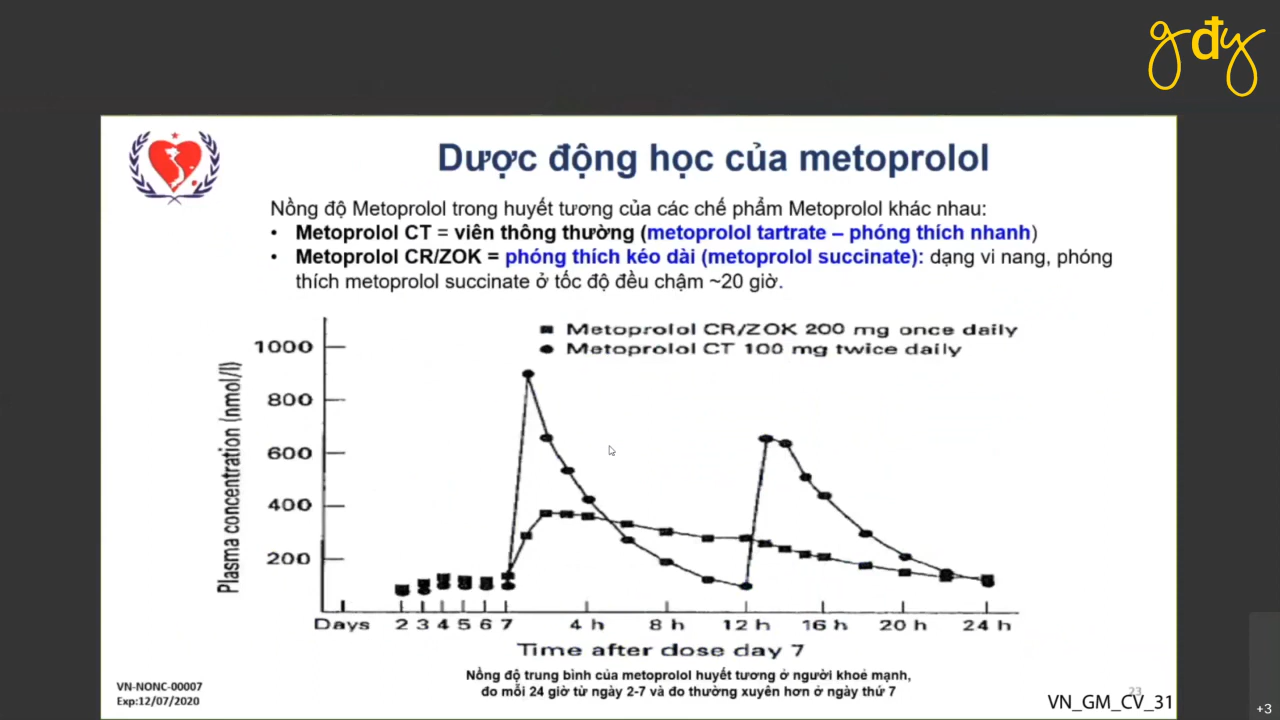 gđy
Dược động học của metoprolol
Nồng độ Metoprolol trong huyết tương của các chế phẩm Metoprolol khác nhau:
• Metoprolol CT = viên thông thường (metoprolol tartrate – phóng thích nhanh)
• Metoprolol CR/ZOK = phóng thích kéo dài (metoprolol succinate): dạng vi nang, phóng
thích metoprolol succinate ở tốc độ đều chậm ~20 giờ.
Metoprolol CR/ZOK 200 mg once daily
Metoprolol CT 100 mg twice daily
Plasma concentration (nmol/l)
1000
800
600
400
200
Days 2 3 4 5 6 7 4 h 8 h 12 h 16 h 20 h 24 h
Time after dose day 7
Nồng độ trung bình của metoprolol huyết tương ở người khoẻ mạnh,
đo mỗi 24 giờ từ ngày 2-7 và đo thường xuyên hơn ở ngày thứ 7
VN-NONC-00007
Exp:12/07/2020
23
VN_GM_CV_31
+3